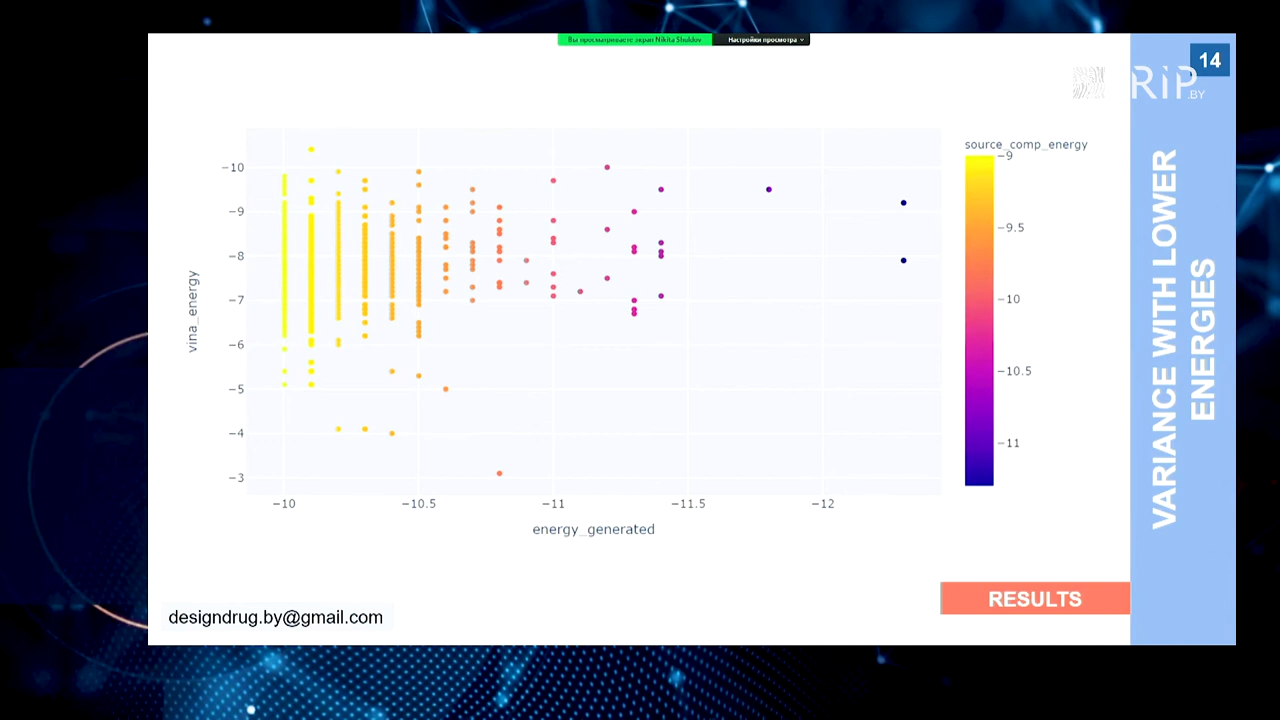 Вы просматриваете экран Nikita Shuldov
Настройки просмотра
14
RiP.BY
source_comp_energy
−9
−9.5
−10
−10.5
−11
vina_energy
−10
−9
−8
−7
−6
−5
−4
−3
−10
−10.5
−11
−11.5
−12
energy_generated
VARIANCE WITH LOWER
ENERGIES
RESULTS
designdrug.by@gmail.com